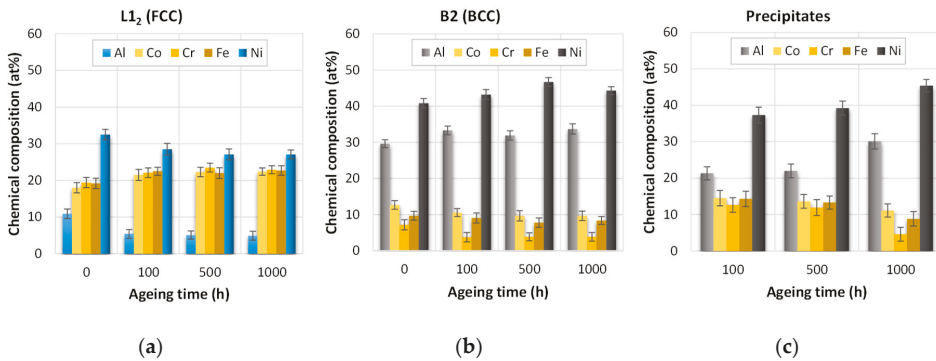 L1₂ (FCC)
Chemical composition (at%)
60
50
40
30
20
10
0
Al Co Cr Fe Ni
0 100 500 1000
Ageing time (h)
(a)
B2 (BCC)
Chemical composition (at%)
60
50
40
30
20
10
0
Al Co Cr Fe Ni
0 100 500 1000
Ageing time (h)
(b)
Precipitates
Chemical composition (at%)
60
50
40
30
20
10
0
Al Co Cr Fe Ni
100 500 1000
Ageing time (h)
(c)